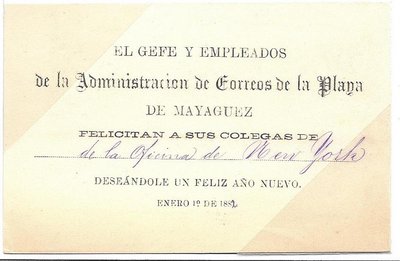 EL GEFE Y EMPLEADOS
de la Administracion de Correos de la Playa
DE MAYAGUEZ
FELICITAN A SUS COLEGAS DE
de la Oficina de New York
DESEÁNDOLE UN FELIZ AÑO NUEVO.
ENERO 1º DE